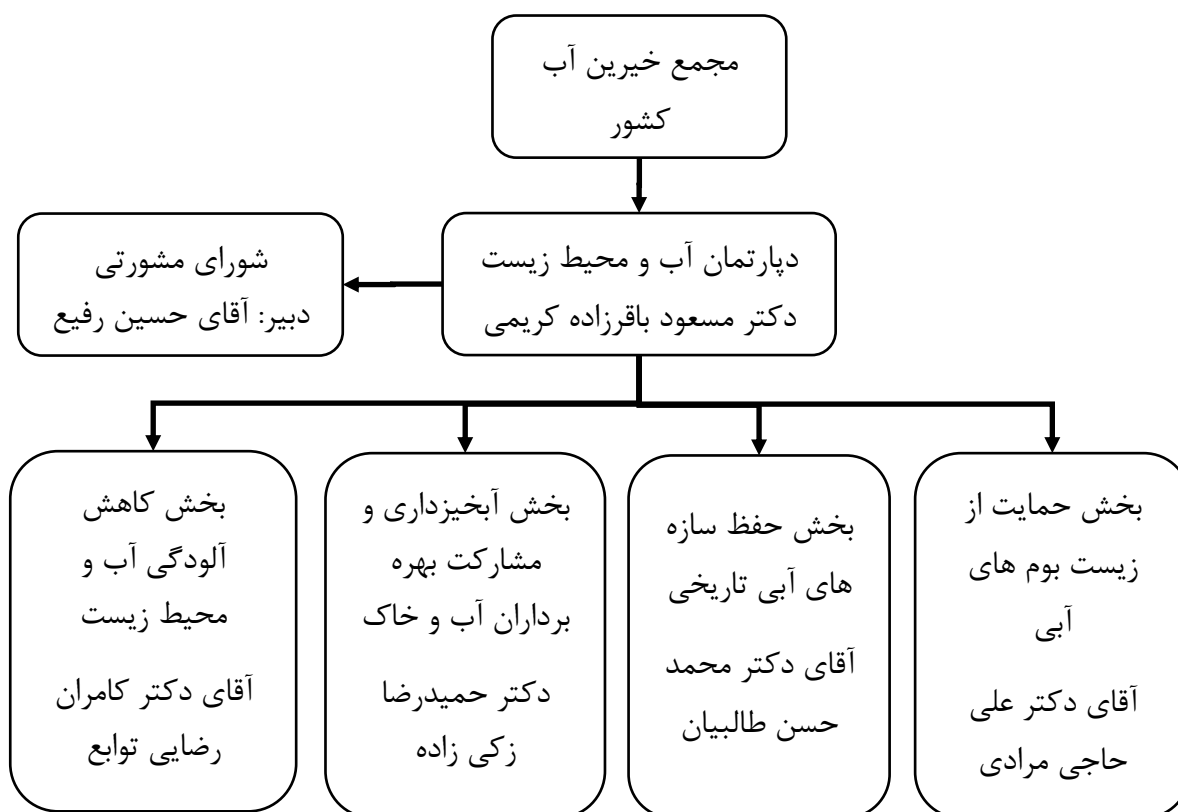 مجمع خیرین آب
کشور
دپارتمان آب و محیط زیست
دکتر مسعود باقرزاده کریمی
شورای مشورتی
دبیر: آقای حسین رفیع
بخش حمایت از
زیست بوم های
آبی
آقای دکتر علی
حاجی مرادی
بخش حفظ سازه
های آبی تاریخی
آقای دکتر محمد
حسن طالبیان
بخش آبخیزداری و
مشارکت بهره
برداران آب و خاک
دکتر حمیدرضا
زکی زاده
بخش کاهش
آلودگی آب و
محیط زیست
آقای دکتر کامران
رضایی توابع